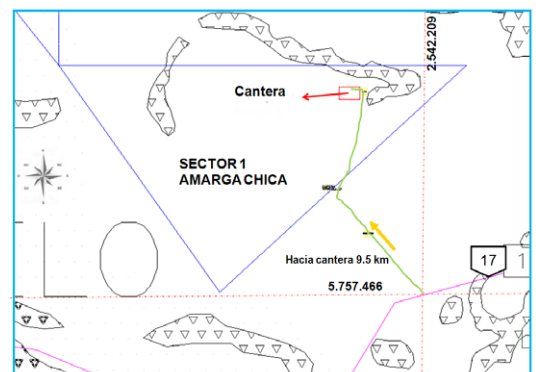 2.542.209
Cantera
SECTOR 1
AMARGA CHICA
Hacia cantera 9.5 km
17
1
5.757.466